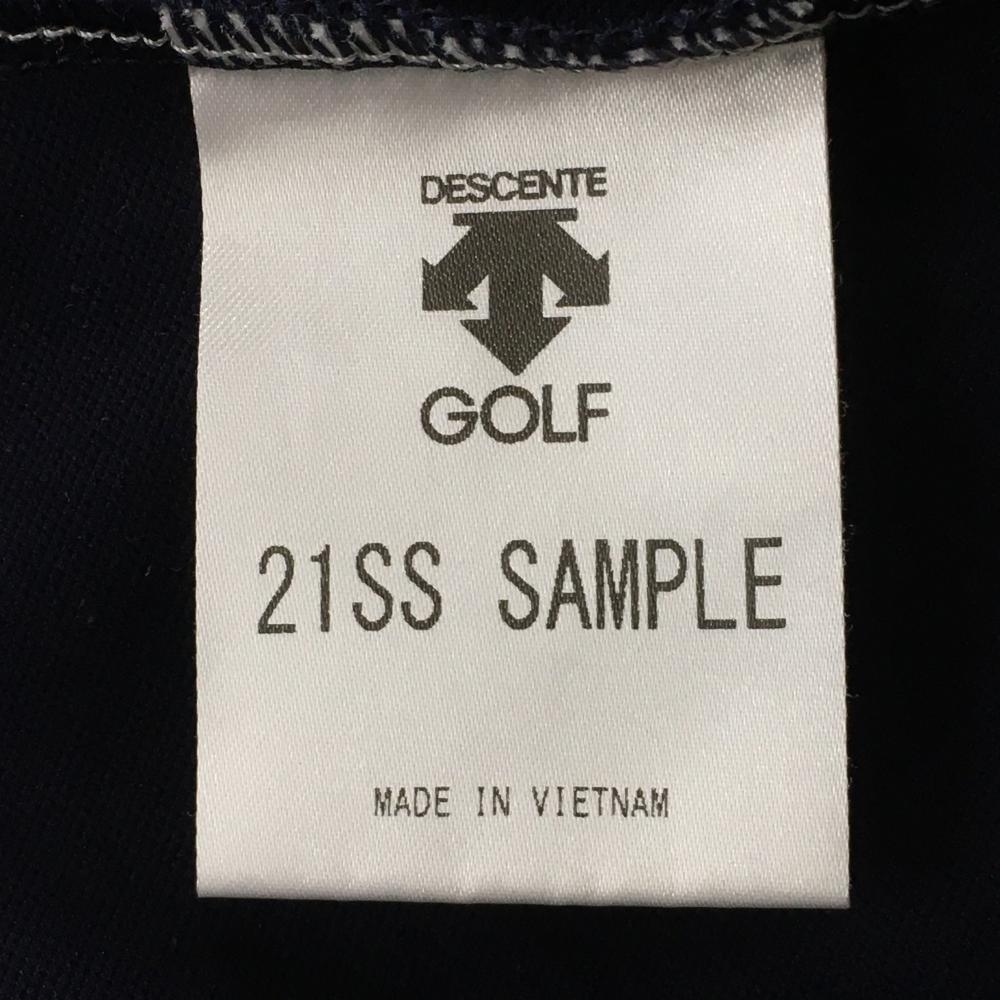 DESCENTE
GOLF
21SS SAMPLE
MADE IN VIETNAM